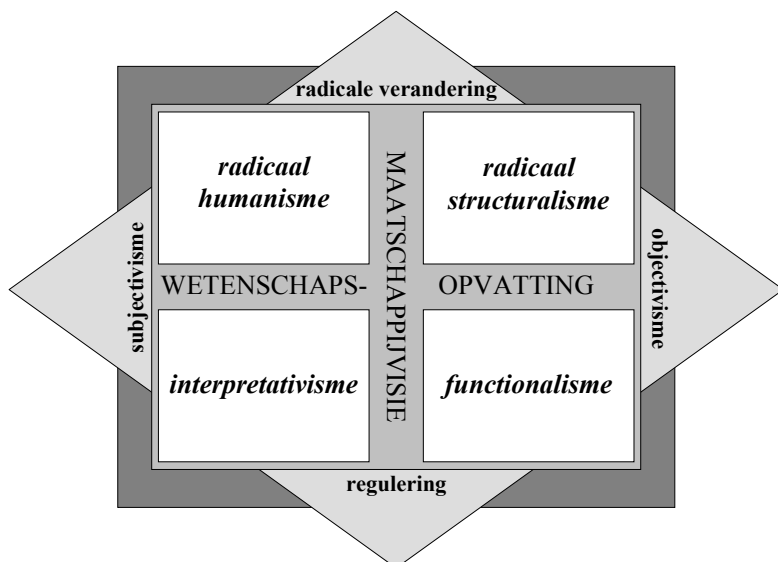 radicale verandering
radicaal
humanisme
radicaal
structuralisme
MAATSCHAPPIJVISIE
subjectivisme
objectivisme
WETENSCHAPS- OPVATTING
interpretativisme
functionalisme
regulering